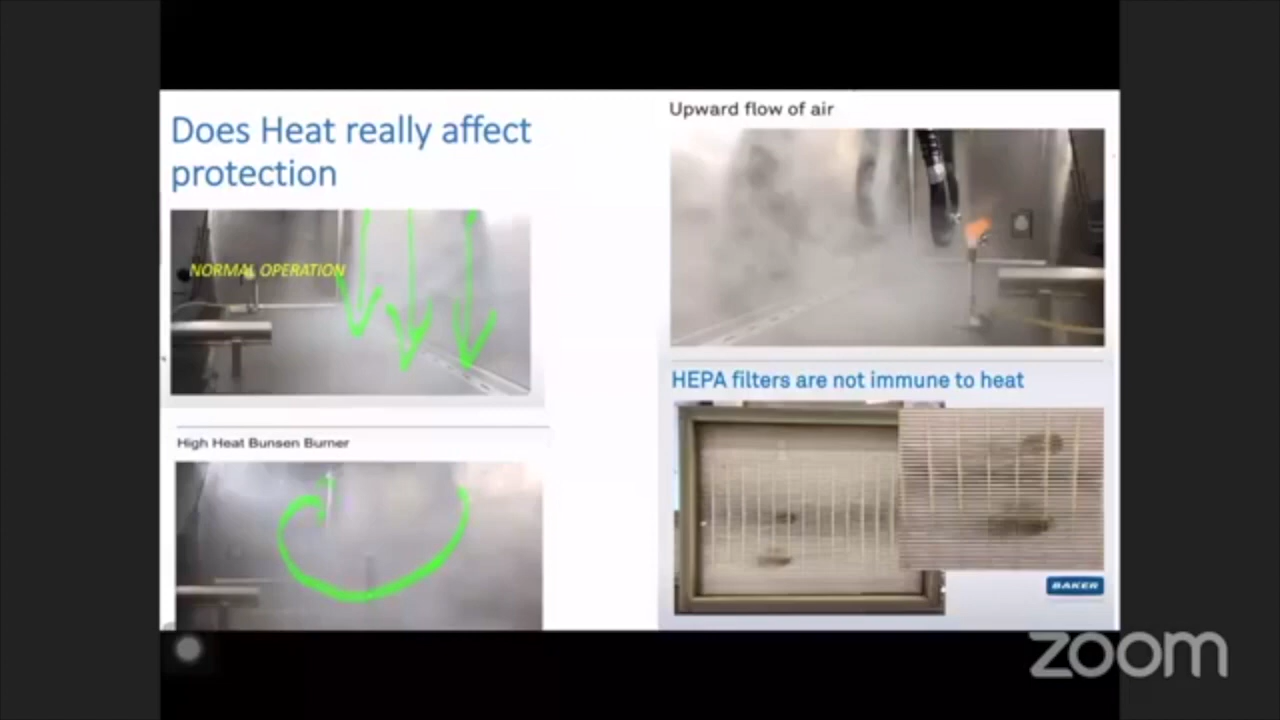 Does Heat really affect
protection
NORMAL OPERATION
High Heat Bunsen Burner
Upward flow of air
HEPA filters are not immune to heat
BAKER
zoom